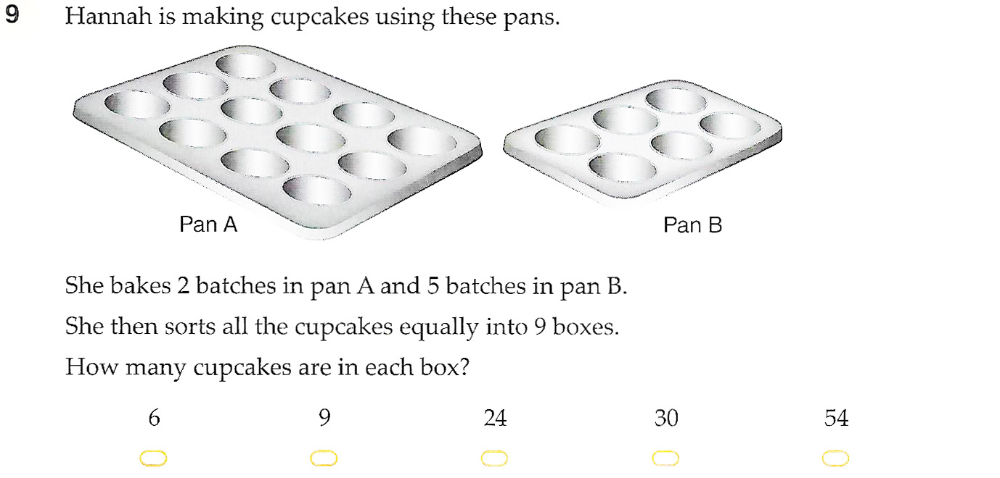 9 Hannah is making cupcakes using these pans.
Pan A Pan B
She bakes 2 batches in pan A and 5 batches in pan B.
She then sorts all the cupcakes equally into 9 boxes.
How many cupcakes are in each box?
6 9 24 30 54